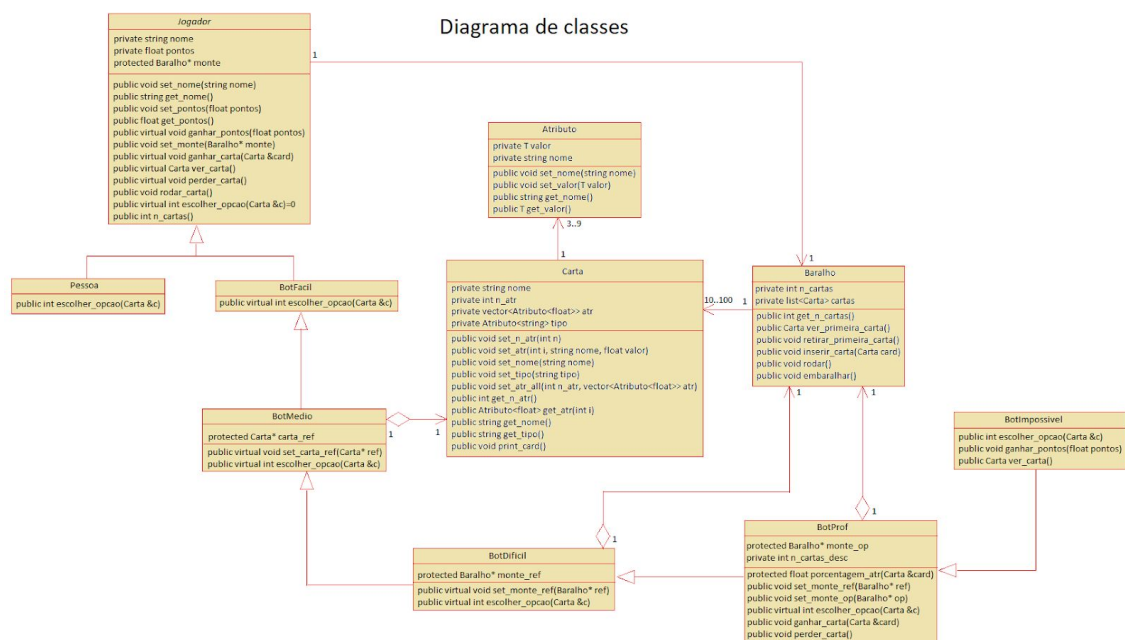 Diagrama de classes
Jogador
private string nome
private float pontos
protected Baralho* monte
public void set_nome(string nome)
public string get_nome()
public void set_pontos(float pontos)
public float get_pontos()
public virtual void ganhar_pontos(float pontos)
public void set_monte(Baralho* monte)
public virtual void ganhar_carta(Carta &card)
public virtual Carta ver_carta()
public virtual void perder_carta()
public void rodar_carta()
public virtual int escolher_opcao(Carta &c)=0
public int n_cartas()
1
1
Atributo
private T valor
private string nome
public void set_nome(string nome)
public void set_valor(T valor)
public string get_nome()
public T get_valor()
3..9
1
Pessoa
public int escolher_opcao(Carta &c)
BotFacil
public virtual int escolher_opcao(Carta &c)
Carta
private string nome
private int n_atr
private vector<Atributo<float>> atr
private Atributo<string> tipo
public void set_n_atr(int n)
public void set_atr(int i, string nome, float valor)
public void set_nome(string nome)
public void set_tipo(string tipo)
public void set_atr_all(int n_atr, vector<Atributo<float>> atr)
public int get_n_atr()
public Atributo<float> get_atr(int i)
public string get_nome()
public string get_tipo()
public void print_card()
10..100
1
Baralho
private int n_cartas
private list<Carta> cartas
public int get_n_cartas()
public Carta ver_primeira_carta()
public void retirar_primeira_carta()
public void inserir_carta(Carta card)
public void rodar()
public void embaralhar()
BotMedio
protected Carta* carta_ref
public virtual void set_carta_ref(Carta* ref)
public virtual int escolher_opcao(Carta &c)
1
1
1
1
BotImpossivel
public int escolher_opcao(Carta &c)
public void ganhar_pontos(float pontos)
public Carta ver_carta()
1
1
BotDificil
protected Baralho* monte_ref
public virtual void set_monte_ref(Baralho* ref)
public virtual int escolher_opcao(Carta &c)
BotProf
protected Baralho* monte_op
private int n_cartas_desc
protected float porcentagem_atr(Carta &card)
public void set_monte_ref(Baralho* ref)
public void set_monte_op(Baralho* op)
public virtual int escolher_opcao(Carta &c)
public void ganhar_carta(Carta &card)
public void perder_carta()